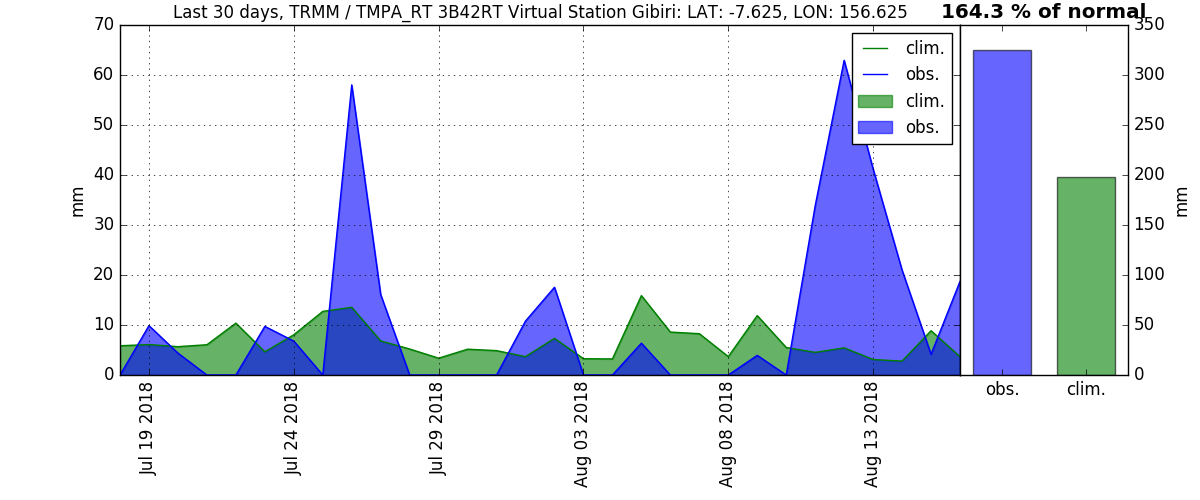 Last 30 days, TRMM / TMPA_RT 3B42RT Virtual Station Gibiri: LAT: -7.625, LON: 156.625
164.3 % of normal
70
60
50
40
30
20
10
0
mm
clim.
obs.
clim.
obs.
350
300
250
200
150
100
50
0
mm
Jul 19 2018
Jul 24 2018
Jul 29 2018
Aug 03 2018
Aug 08 2018
Aug 13 2018
obs.
clim.